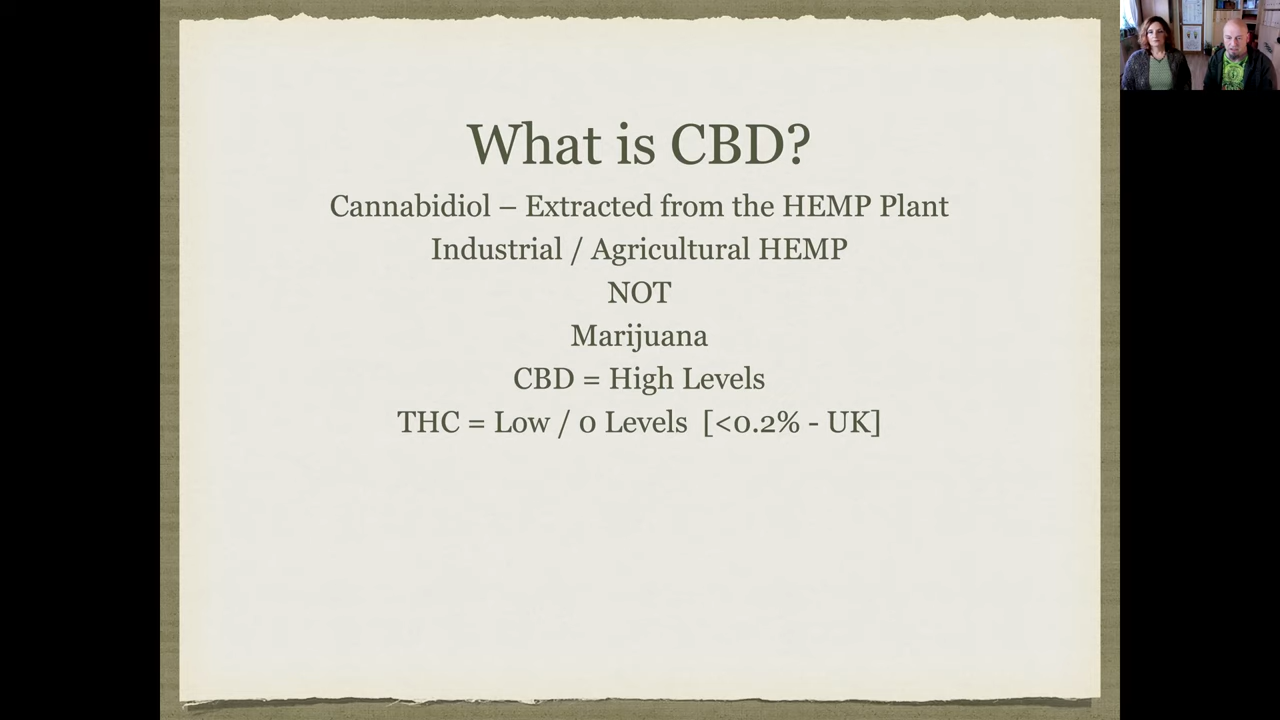 What is CBD?
Cannabidiol – Extracted from the HEMP Plant
Industrial / Agricultural HEMP
NOT
Marijuana
CBD = High Levels
THC = Low / 0 Levels [<0.2% - UK]